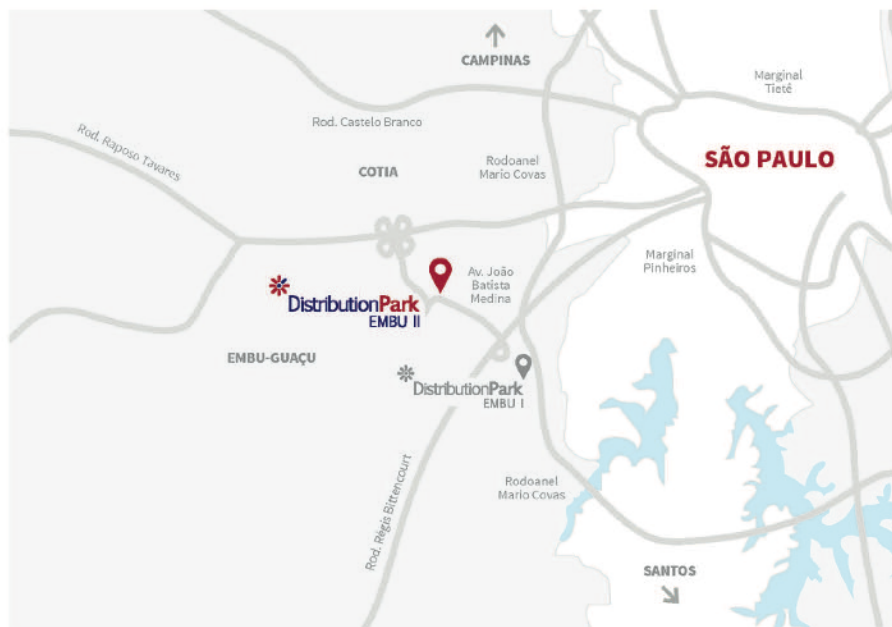 CAMPINAS
Marginal
Tietê
Rod. Castelo Branco
Rod. Raposo Tavares
COTIA
Rodoanel
Mario Covas
SÃO PAULO
Marginal
Pinheiros
Av. João
Batista
Medina
DistributionPark
EMBU II
EMBU-GUAÇU
DistributionPark
EMBU I
Rod. Régis Bittencourt
Rodoanel
Mario Covas
SANTOS